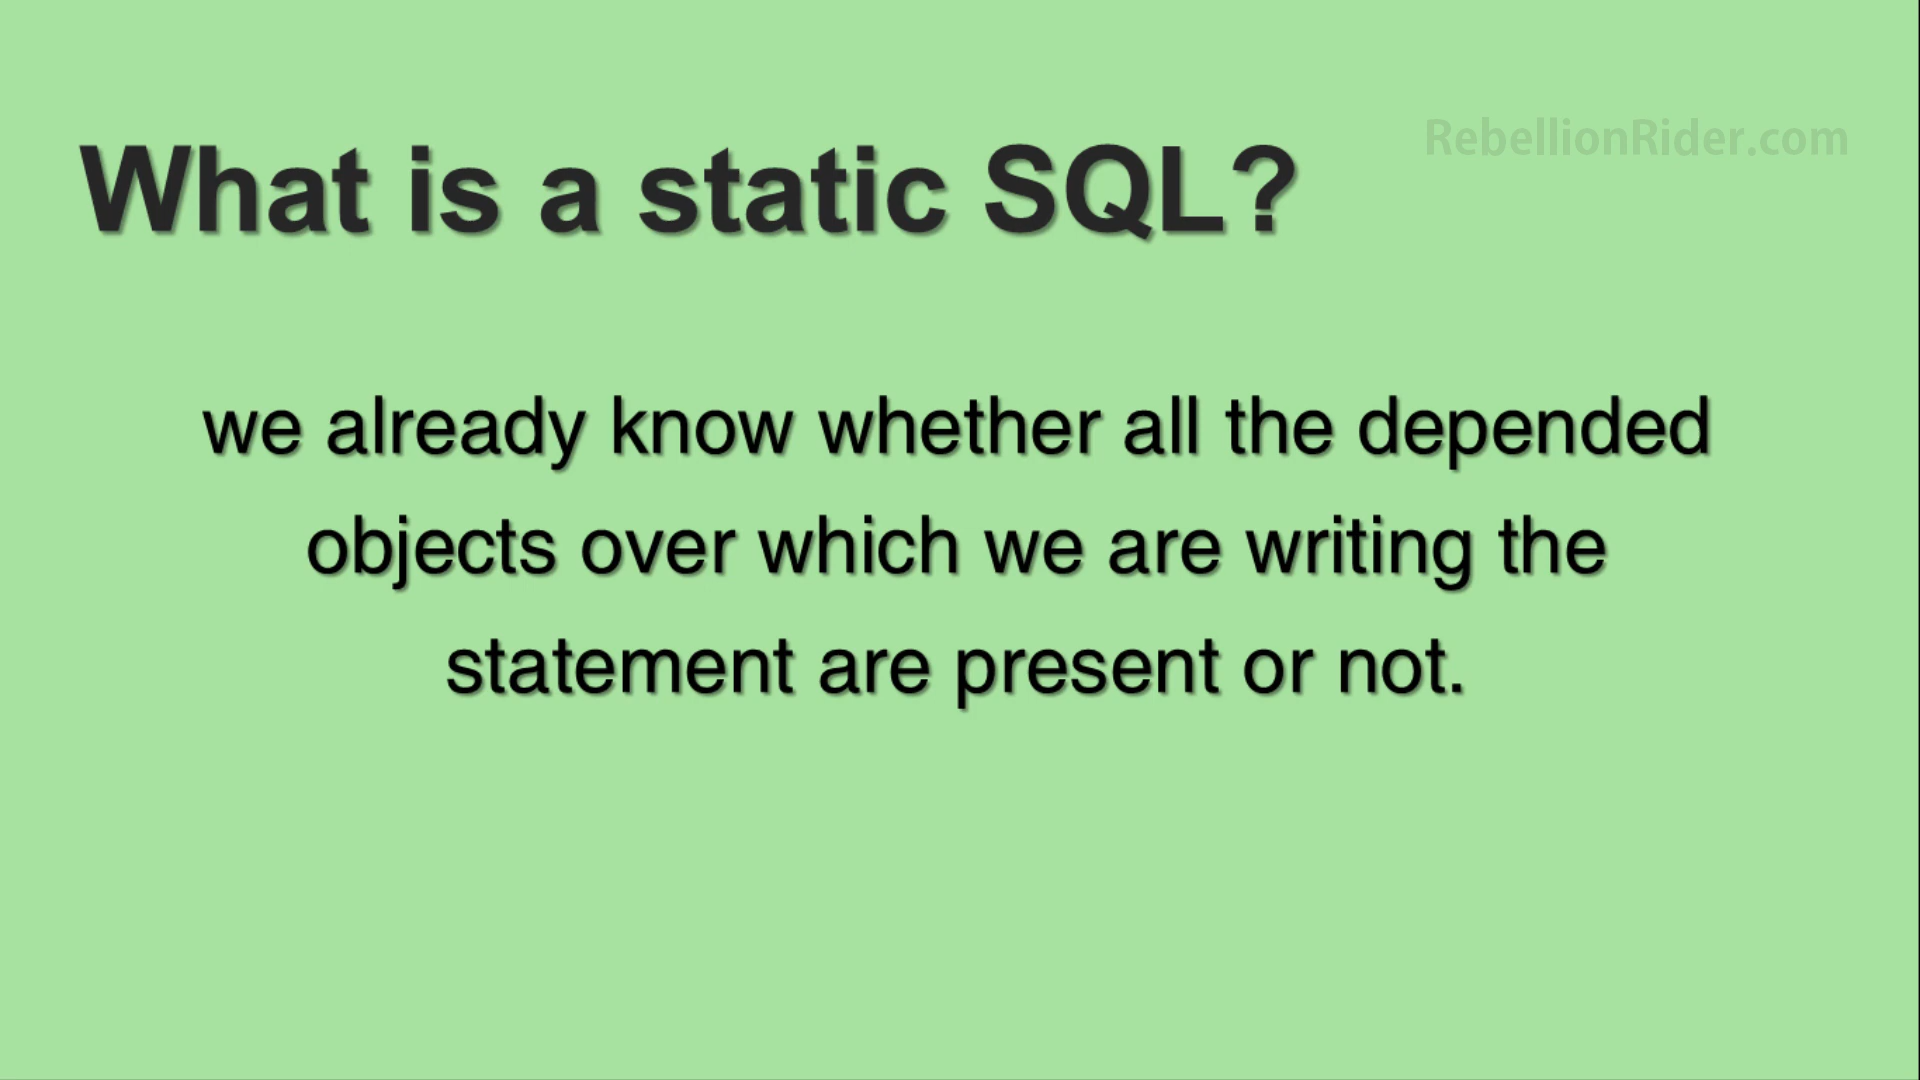 RebellionRider.com
What is a static SQL?
we already know whether all the depended
objects over which we are writing the
statement are present or not.